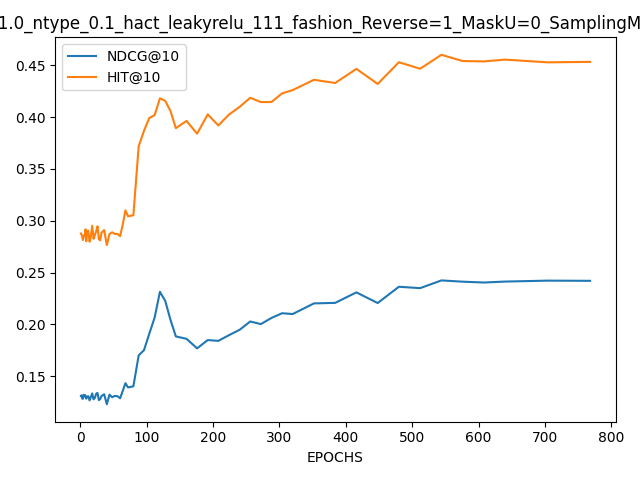 1.0_ntype_0.1_hact_leakyrelu_111_fashion_Reverse=1_MaskU=0_SamplingM
NDCG@10
HIT@10
0.45
0.40
0.35
0.30
0.25
0.20
0.15
0 100 200 300 400 500 600 700 800
EPOCHS